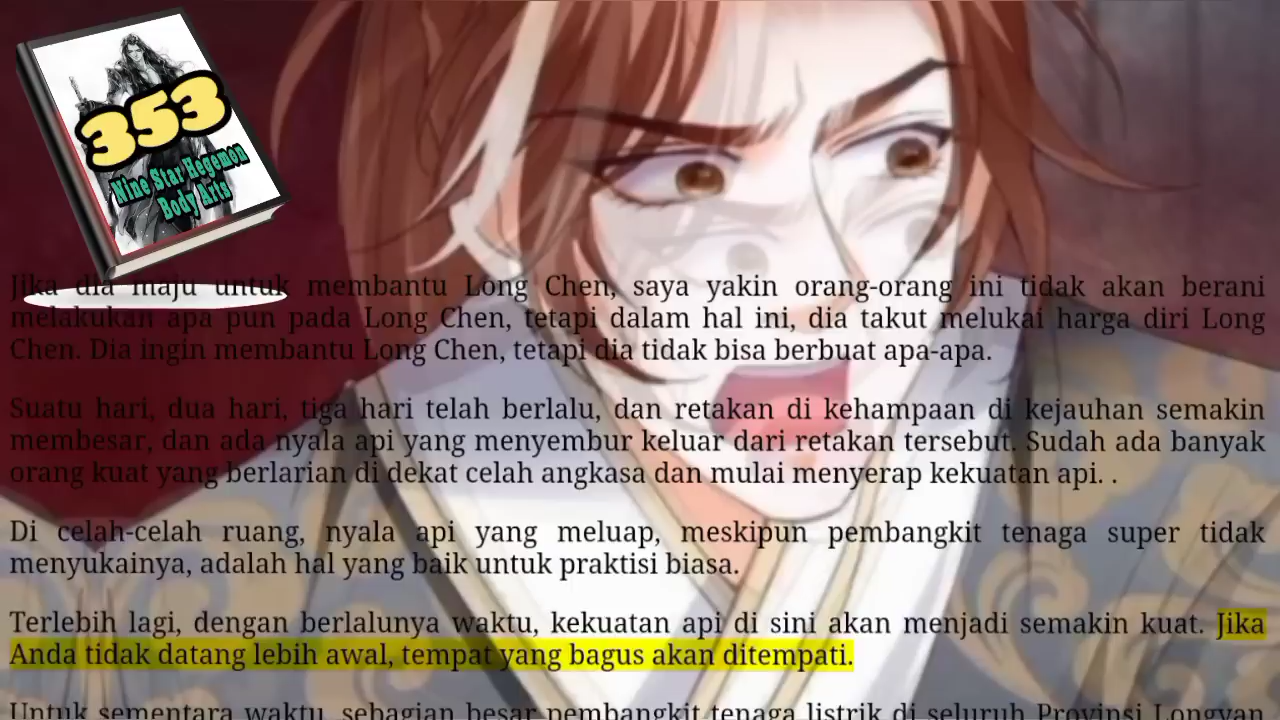 353
Nine Star Hegemon
Body Arts
Jika dia maju untuk membantu Long Chen, saya yakin orang-orang ini tidak akan berani
melakukan apa pun pada Long Chen, tetapi dalam hal ini, dia takut melukai harga diri Long
Chen. Dia ingin membantu Long Chen, tetapi dia tidak bisa berbuat apa-apa.
Suatu hari, dua hari, tiga hari telah berlalu, dan retakan di kehampaan di kejauhan semakin
membesar, dan ada nyala api yang menyembur keluar dari retakan tersebut. Sudah ada banyak
orang kuat yang berlarian di dekat celah angkasa dan mulai menyerap kekuatan api. .
Di celah-celah ruang, nyala api yang meluap, meskipun pembangkit tenaga super tidak
menyukainya, adalah hal yang baik untuk praktisi biasa.
Terlebih lagi, dengan berlalunya waktu, kekuatan api di sini akan menjadi semakin kuat. Jika
Anda tidak datang lebih awal, tempat yang bagus akan ditempati.
Untuk sementara waktu, sebagian besar pembangkit tenaga listrik di seluruh Provinsi Longyan